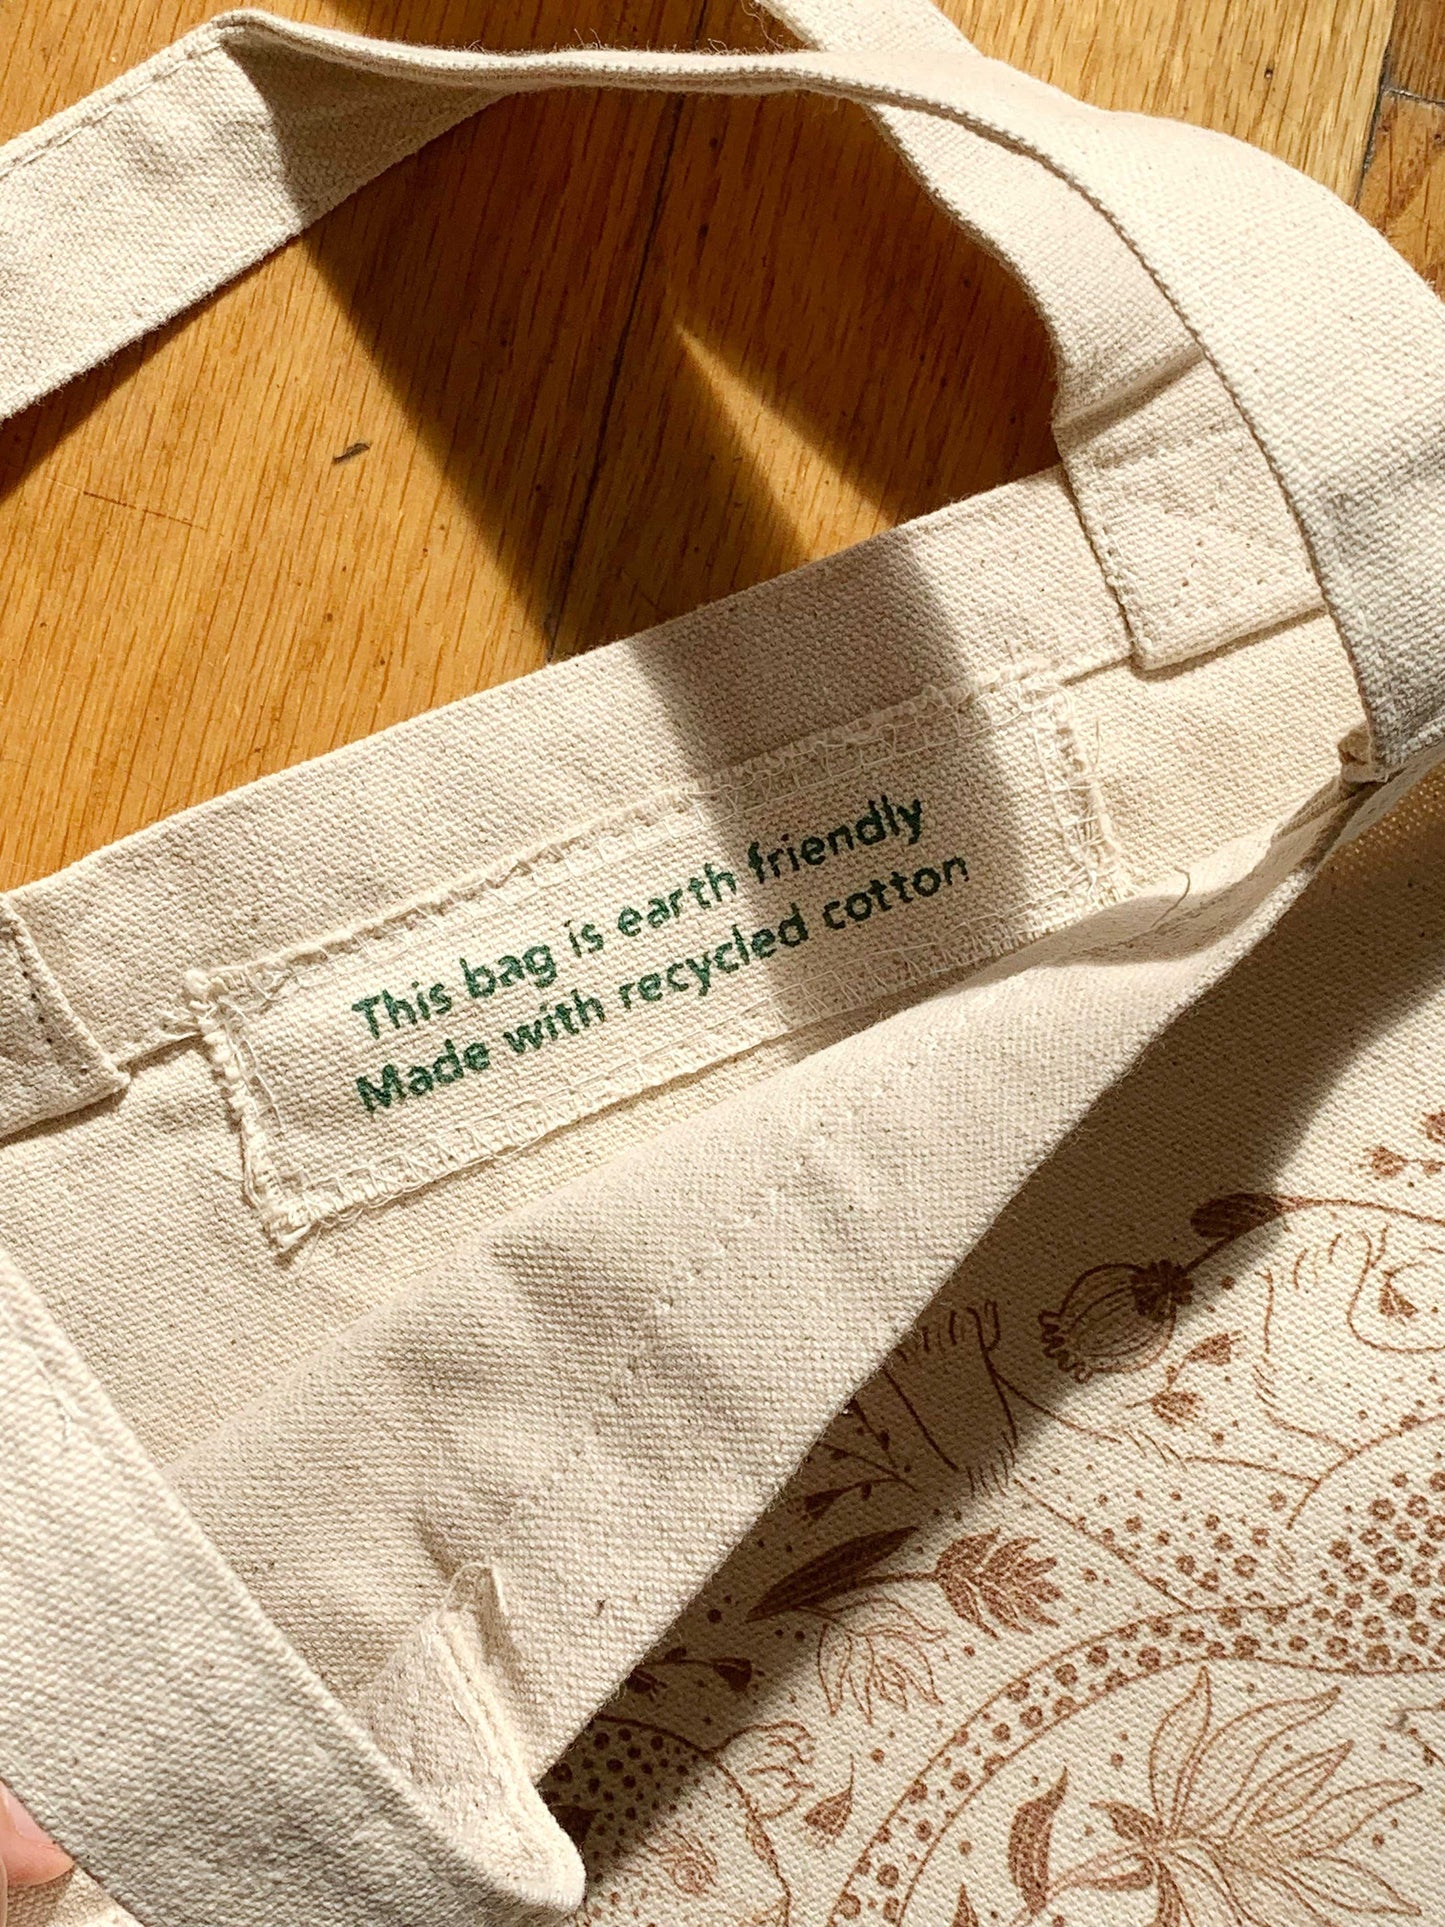 This bag is earth friendly
Made with recycled cotton